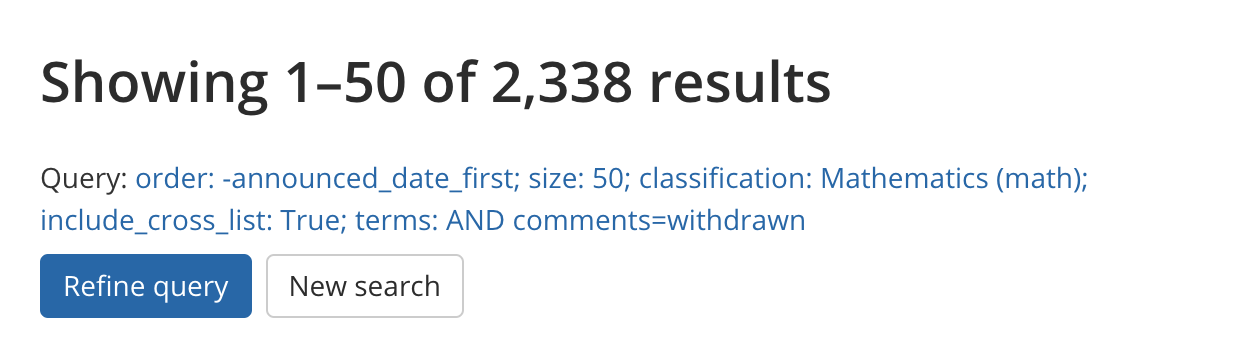 Showing 1–50 of 2,338 results
Query: order: -announced_date_first; size: 50; classification: Mathematics (math);
include_cross_list: True; terms: AND comments=withdrawn
Refine query New search